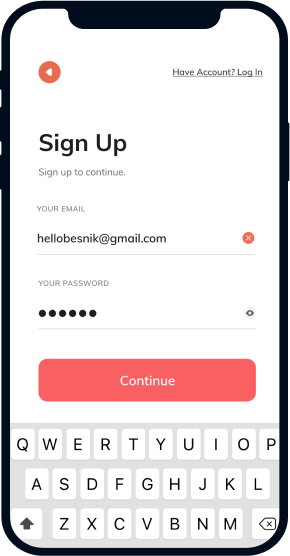 Have Account? Log In
Sign Up
Sign up to continue.
YOUR EMAIL
hellobesnik@gmail.com
YOUR PASSWORD
Continue
Q W E R T Y U I O P
A S D F G H J K L
Z X C V B N M